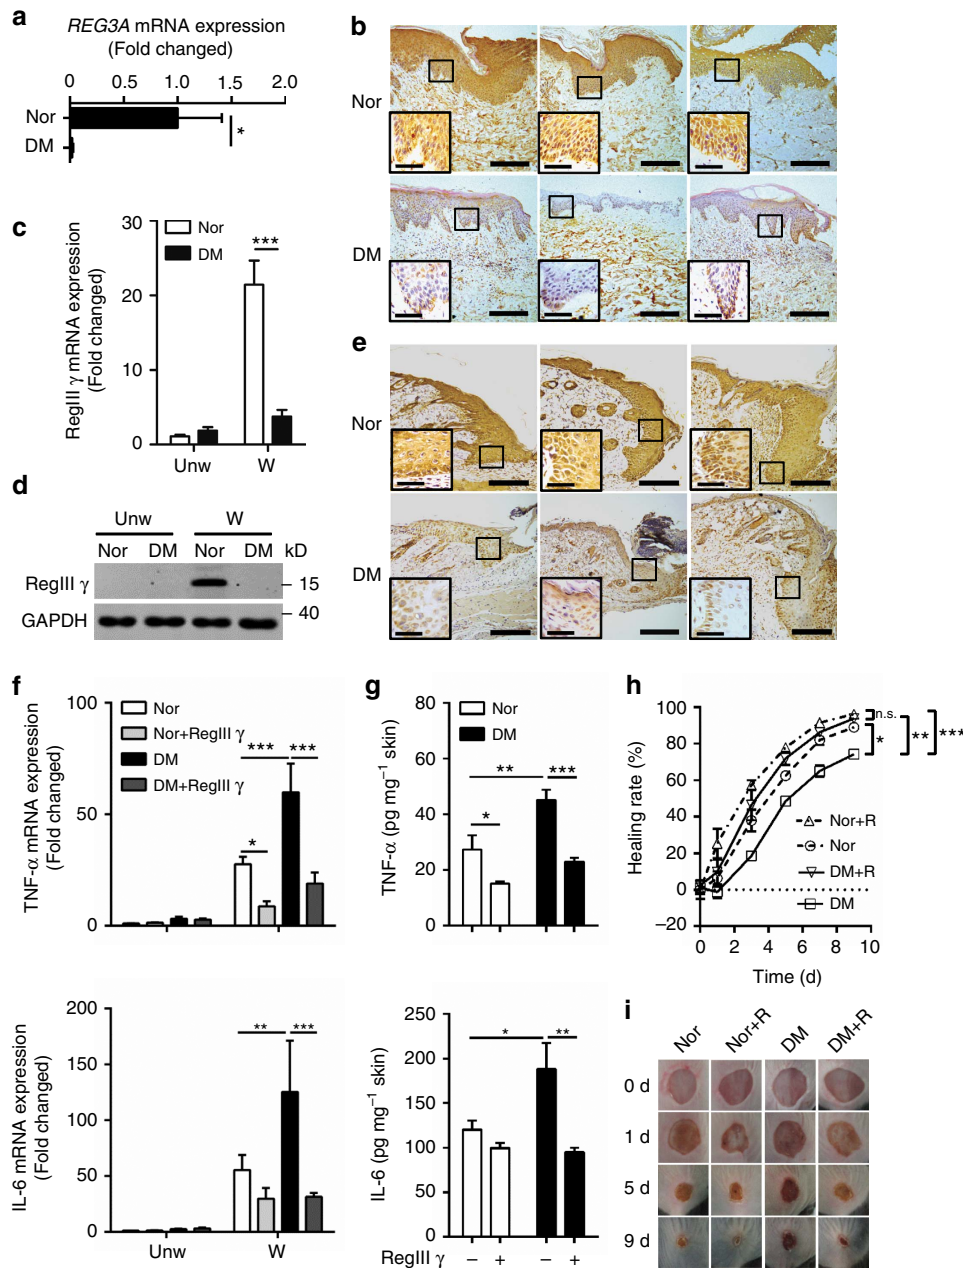 a
REG3A mRNA expression
(Fold changed)
0 0.5 1.0 1.5 2.0
Nor
DM
*
b
Nor
DM
c
RegIII γ mRNA expression
(Fold changed)
30
20
10
0
Nor
DM
***
Unw W
d
Unw W
Nor DM Nor DM kD
RegIII γ 15
GAPDH 40
e
Nor
DM
f
TNF-α mRNA expression
(Fold changed)
100
50
0
Nor
Nor+RegIII γ
DM
DM+RegIII γ
*** ***
*
IL-6 mRNA expression
(Fold changed)
200
150
100
50
0
** ***
Unw W
g
TNF-α (pg mg−1 skin)
80
60
40
20
0
Nor
DM
** ***
*
IL-6 (pg mg−1 skin)
250
200
150
100
50
0
* **
RegIII γ − + − +
h
Healing rate (%)
100
80
60
40
20
0
−20
n.s.
* ** ***
Nor+R
Nor
DM+R
DM
0 2 4 6 8 10
Time (d)
i
Nor Nor+R DM DM+R
0 d
1 d
5 d
9 d